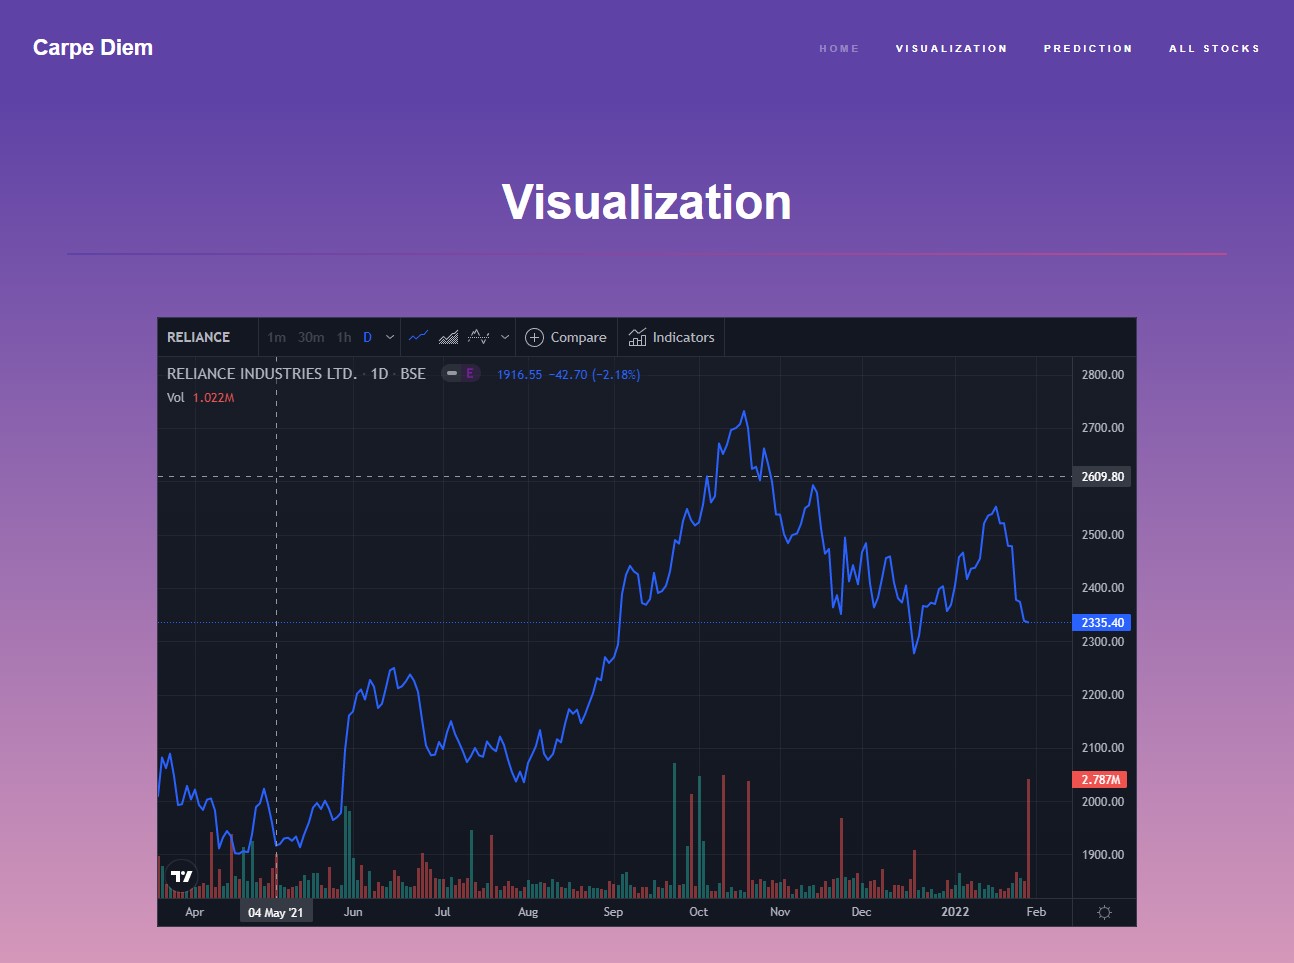 Carpe Diem
HOME VISUALIZATION PREDICTION ALL STOCKS
Visualization
RELIANCE 1m 30m 1h D Compare Indicators
RELIANCE INDUSTRIES LTD. · 1D · BSE E 1916.55 −42.70 (−2.18%)
Vol 1.022M
2800.00
2700.00
2609.80
2500.00
2400.00
2335.40
2300.00
2200.00
2100.00
2.787M
2000.00
1900.00
Apr 04 May '21 Jun Jul Aug Sep Oct Nov Dec 2022 Feb